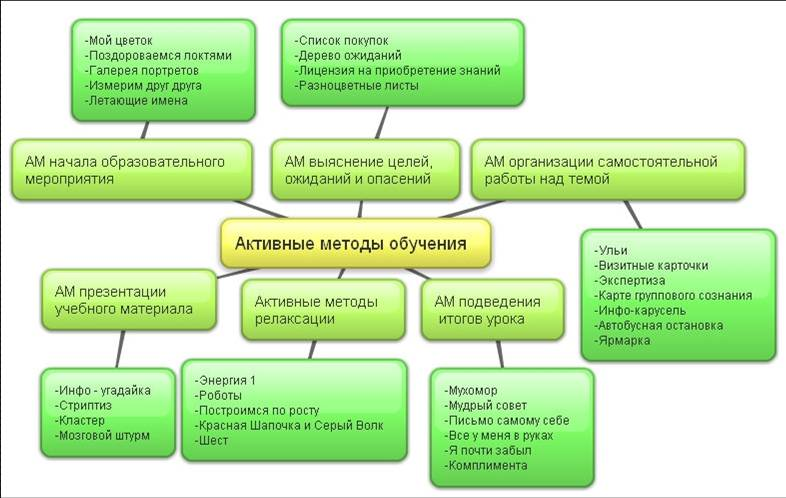 -Мой цветок
-Поздороваемся локтями
-Галерея портретов
-Измерим друг друга
-Летающие имена
-Список покупок
-Дерево ожиданий
-Лицензия на приобретение знаний
-Разноцветные листы
АМ начала образовательного
мероприятия
АМ выяснение целей,
ожиданий и опасений
АМ организации самостоятельной
работы над темой
Активные методы обучения
-Ульи
-Визитные карточки
-Экспертиза
-Карте группового сознания
-Инфо-карусель
-Автобусная остановка
-Ярмарка
АМ презентации
учебного материала
Активные методы
релаксации
АМ подведения
итогов урока
-Инфо - угадайка
-Стриптиз
-Кластер
-Мозговой штурм
-Энергия 1
-Роботы
-Построимся по росту
-Красная Шапочка и Серый Волк
-Шест
-Мухомор
-Мудрый совет
-Письмо самому себе
-Все у меня в руках
-Я почти забыл
-Комплимента